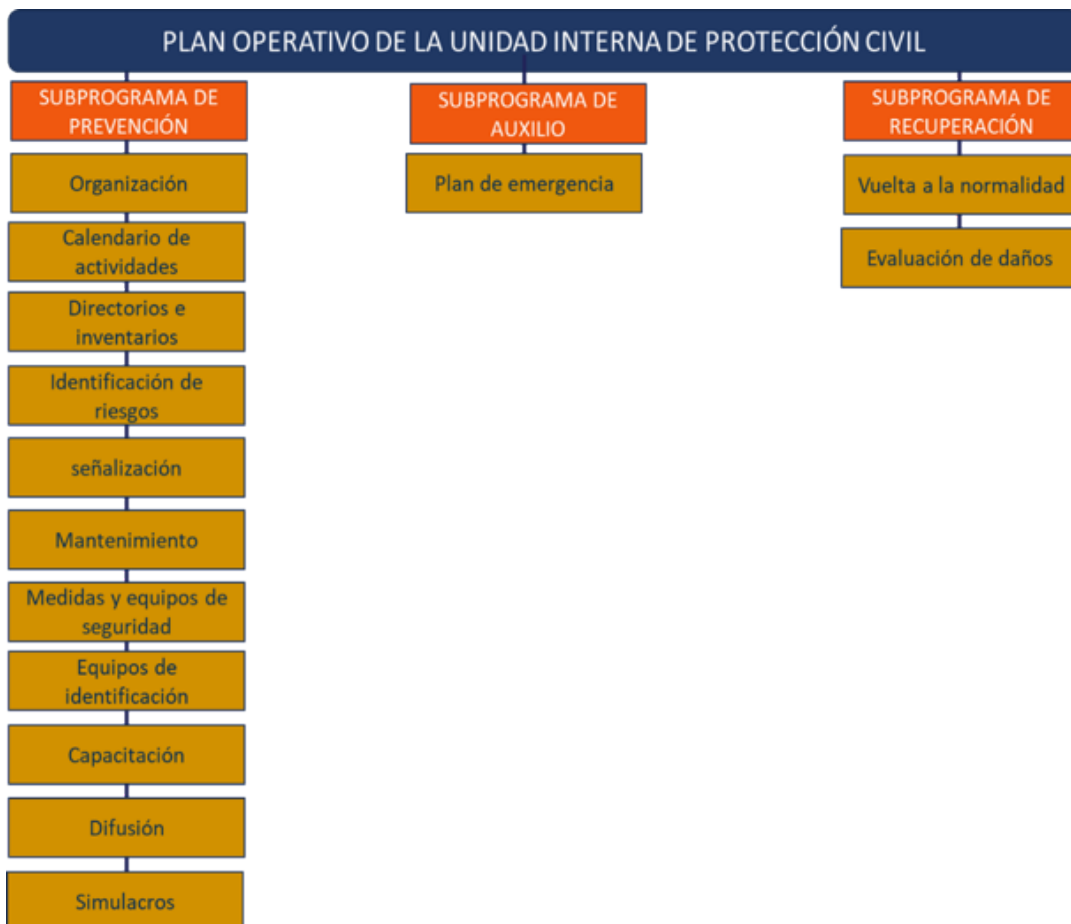 PLAN OPERATIVO DE LA UNIDAD INTERNA DE PROTECCIÓN CIVIL
SUBPROGRAMA DE
PREVENCIÓN
Organización
Calendario de
actividades
Directorios e
inventarios
Identificación de
riesgos
señalización
Mantenimiento
Medidas y equipos de
seguridad
Equipos de
identificación
Capacitación
Difusión
Simulacros
SUBPROGRAMA DE
AUXILIO
Plan de emergencia
SUBPROGRAMA DE
RECUPERACIÓN
Vuelta a la normalidad
Evaluación de daños